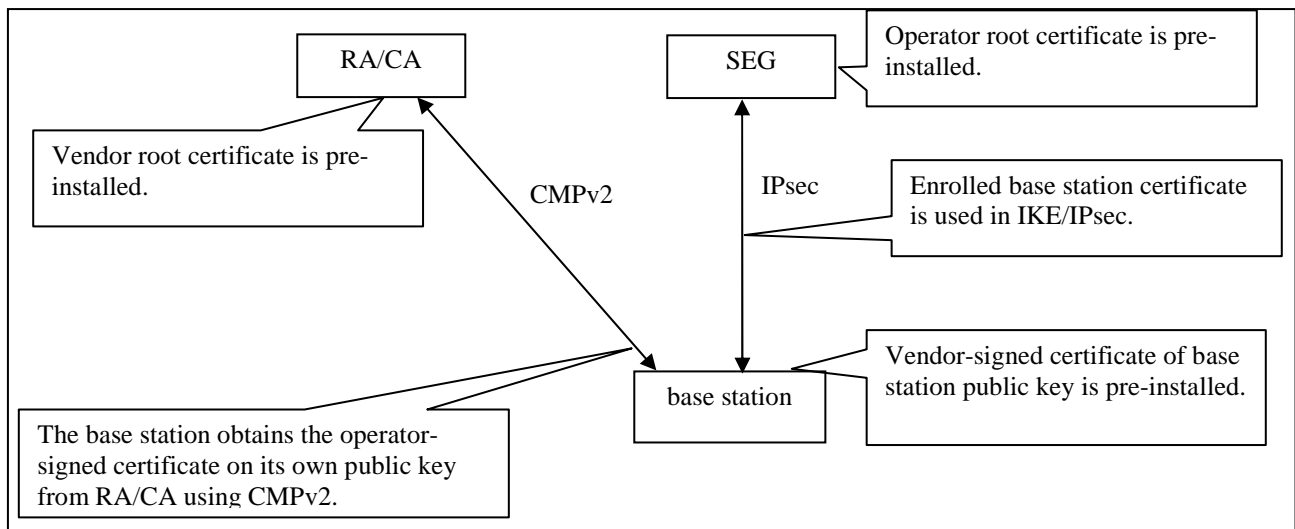 RA/CA
SEG
Operator root certificate is pre-
installed.
Vendor root certificate is pre-
installed.
CMPv2
IPsec
Enrolled base station certificate
is used in IKE/IPsec.
Vendor-signed certificate of base
station public key is pre-installed.
base station
The base station obtains the operator-
signed certificate on its own public key
from RA/CA using CMPv2.